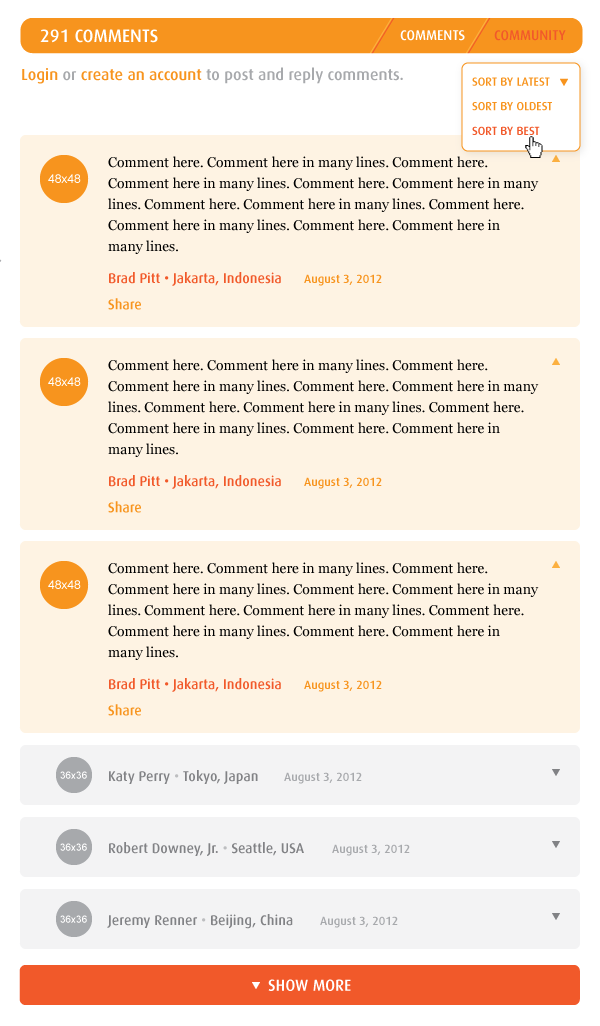 291 COMMENTS
COMMENTS
COMMUNITY
Login or create an account to post and reply comments.
SORT BY LATEST
SORT BY OLDEST
SORT BY BEST
48x48
Comment here. Comment here in many lines. Comment here.
Comment here in many lines. Comment here. Comment here in many
lines. Comment here. Comment here in many lines. Comment here.
Comment here in many lines. Comment here. Comment here in
many lines.
Brad Pitt • Jakarta, Indonesia August 3, 2012
Share
48x48
Comment here. Comment here in many lines. Comment here.
Comment here in many lines. Comment here. Comment here in many
lines. Comment here. Comment here in many lines. Comment here.
Comment here in many lines. Comment here. Comment here in
many lines.
Brad Pitt • Jakarta, Indonesia August 3, 2012
Share
48x48
Comment here. Comment here in many lines. Comment here.
Comment here in many lines. Comment here. Comment here in many
lines. Comment here. Comment here in many lines. Comment here.
Comment here in many lines. Comment here. Comment here in
many lines.
Brad Pitt • Jakarta, Indonesia August 3, 2012
Share
36x36
Katy Perry • Tokyo, Japan August 3, 2012
36x36
Robert Downey, Jr. • Seattle, USA August 3, 2012
36x36
Jeremy Renner • Beijing, China August 3, 2012
SHOW MORE